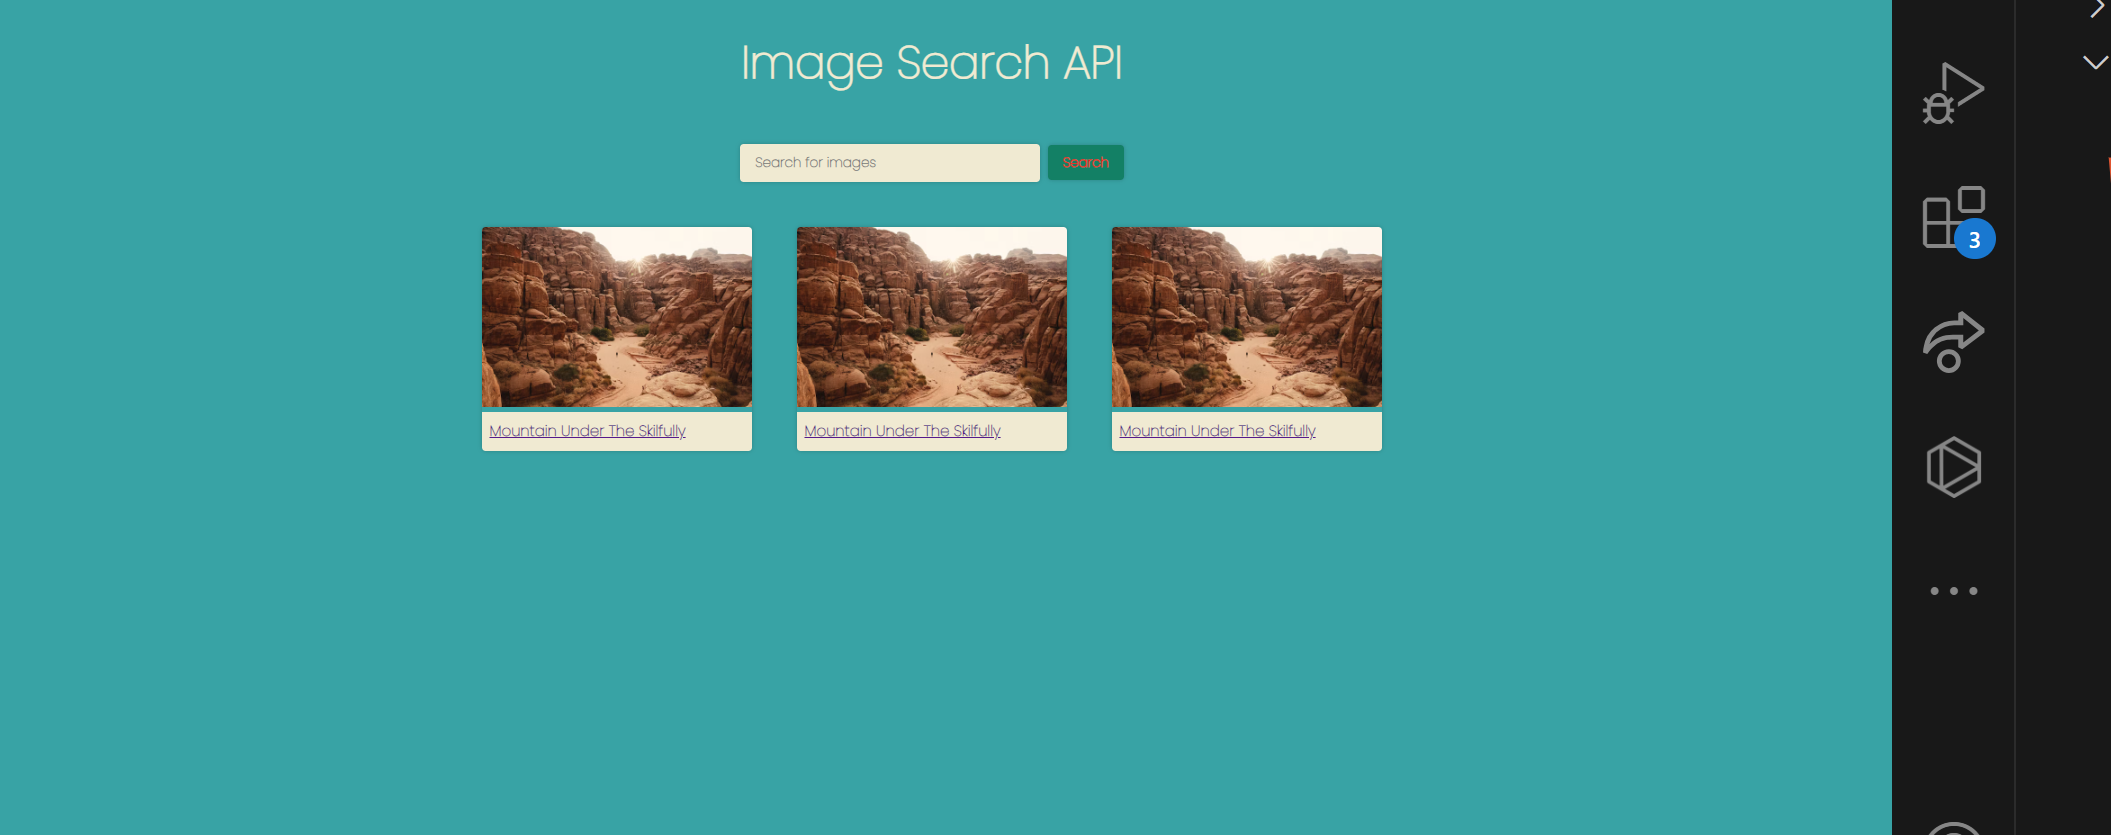 Image Search API
Search for images
Search
Mountain Under The Skilfully
Mountain Under The Skilfully
Mountain Under The Skilfully
3